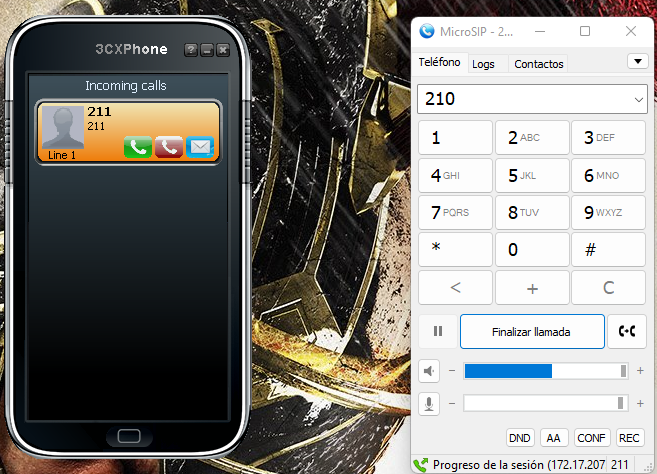 3CXPhone
?
Incoming calls
211
211
Line 1
MicroSIP - 2...
Teléfono
Logs
Contactos
210
1
2 ABC
3 DEF
4 GHI
5 JKL
6 MNO
7 PQRS
8 TUV
9 WXYZ
*
0
#
<
+
C
Finalizar llamada
- +
- +
DND
AA
CONF
REC
Progreso de la sesión (172.17.207
211